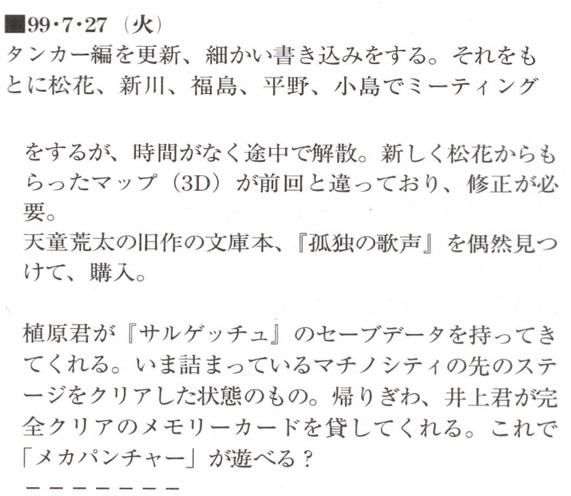 ■99・7・27（火）
タンカー編を更新、細かい書き込みをする。それをも
とに松花、新川、福島、平野、小島でミーティング
をするが、時間がなく途中で解散。新しく松花からも
らったマップ（3D）が前回と違っており、修正が必
要。
天童荒太の旧作の文庫本、『孤独の歌声』を偶然見つ
けて、購入。
植原君が『サルゲッチュ』のセーブデータを持ってき
てくれる。いま詰まっているマチノシティの先のステ
ージをクリアした状態のもの。帰りぎわ、井上君が完
全クリアのメモリーカードを貸してくれる。これで
「メカパンチャー」が遊べる？
－－－－－－－